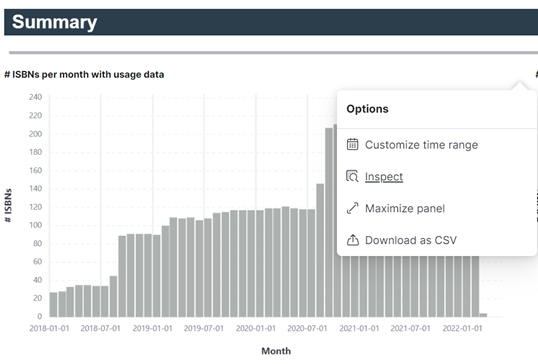 Summary
# ISBNs per month with usage data
Options
Customize time range
Inspect
Maximize panel
Download as CSV
# ISBNs
240
220
200
180
160
140
120
100
80
60
40
20
0
2018-01-01 2018-07-01 2019-01-01 2019-07-01 2020-01-01 2020-07-01 2021-01-01 2021-07-01 2022-01-01
Month